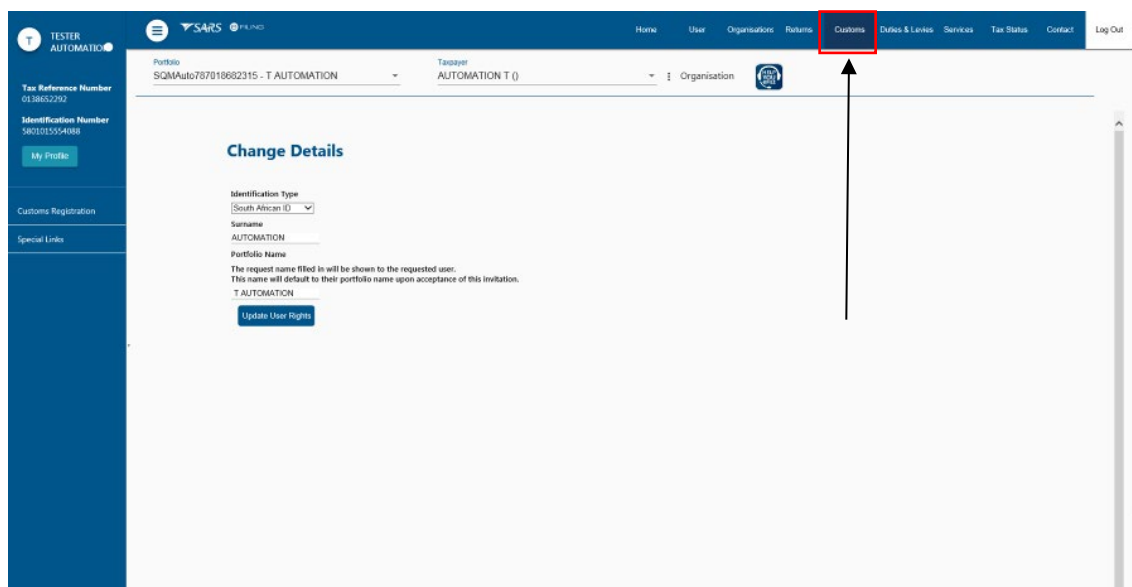 T
TESTER
AUTOMATION
Tax Reference Number
0138652292
Identification Number
5801015554088
My Profile
Customs Registration
Special Links
SARS eFILING
Home User Organisations Returns Customs Duties & Levies Services Tax Status Contact Log Out
Portfolio
SQMAuto787018682315 - T AUTOMATION
Taxpayer
AUTOMATION T ()
Organisation
Change Details
Identification Type
South African ID
Surname
AUTOMATION
Portfolio Name
The request name filled in will be shown to the requested user.
This name will default to their portfolio name upon acceptance of this invitation.
T AUTOMATION
Update User Rights